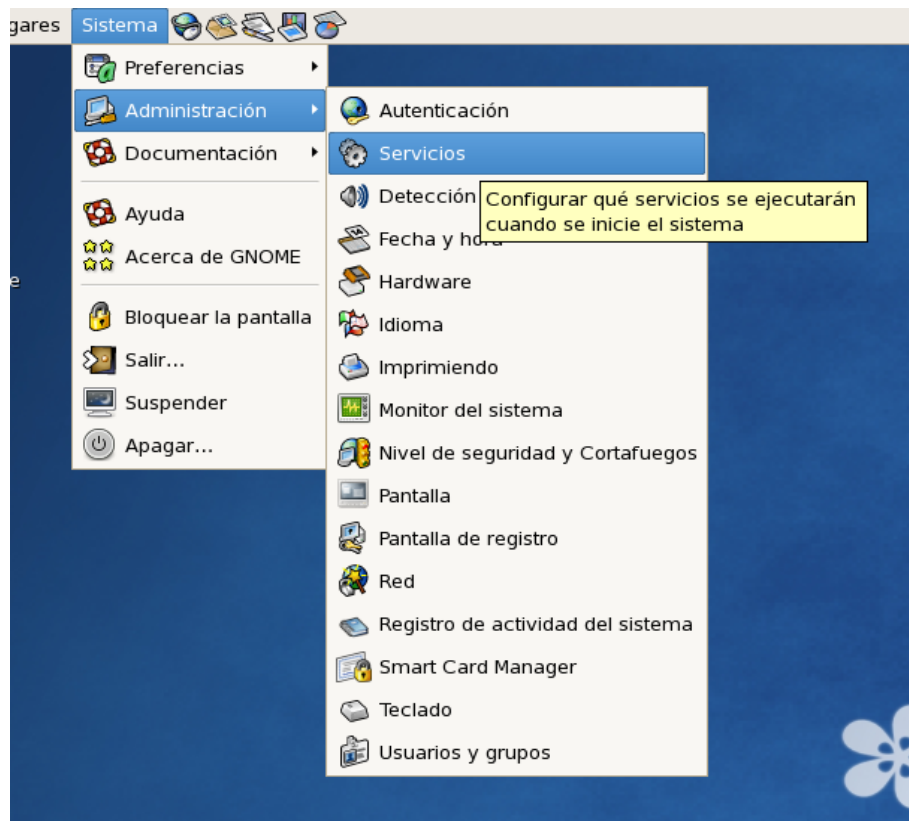 gares Sistema
Preferencias
Administración
Documentación
Ayuda
Acerca de GNOME
Bloquear la pantalla
Salir...
Suspender
Apagar...
Autenticación
Servicios
Detección
Configurar qué servicios se ejecutarán
cuando se inicie el sistema
Fecha y hora
Hardware
Idioma
Imprimiendo
Monitor del sistema
Nivel de seguridad y Cortafuegos
Pantalla
Pantalla de registro
Red
Registro de actividad del sistema
Smart Card Manager
Teclado
Usuarios y grupos
e